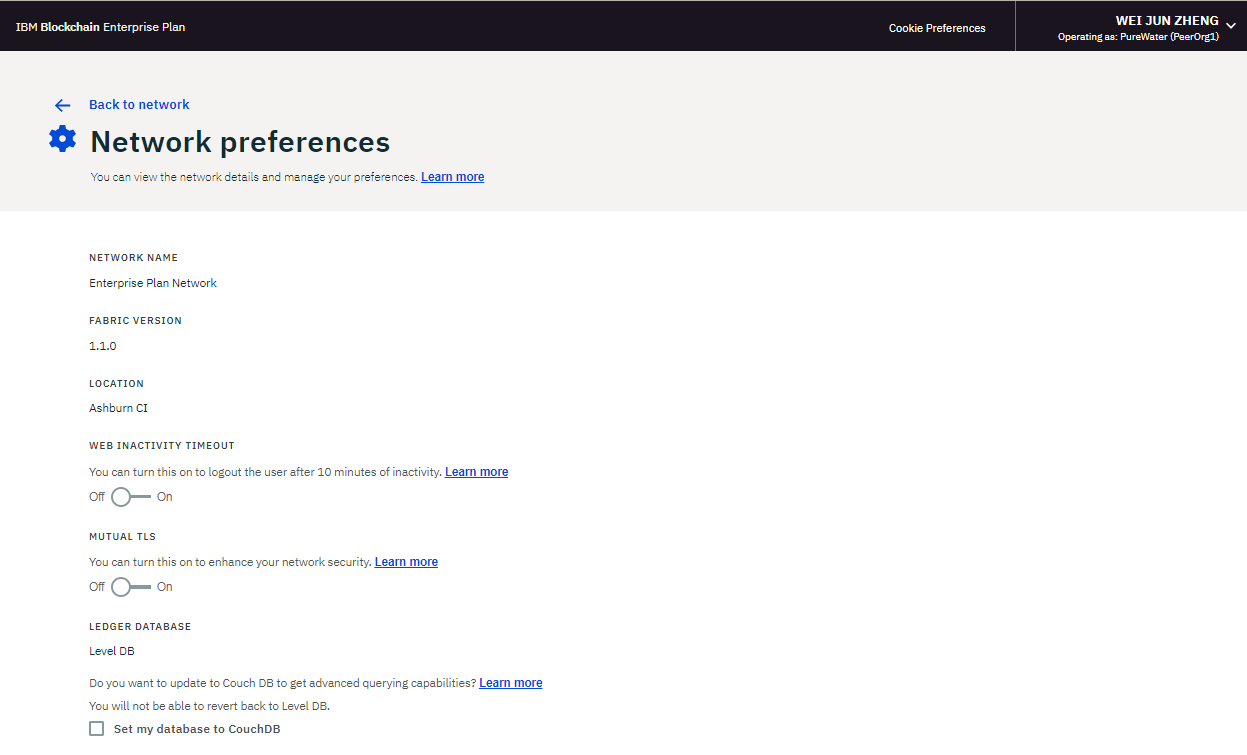 IBM Blockchain Enterprise Plan
Cookie Preferences
WEI JUN ZHENG
Operating as: PureWater (PeerOrg1)
Back to network
Network preferences
You can view the network details and manage your preferences. Learn more
NETWORK NAME
Enterprise Plan Network
FABRIC VERSION
1.1.0
LOCATION
Ashburn CI
WEB INACTIVITY TIMEOUT
You can turn this on to logout the user after 10 minutes of inactivity. Learn more
Off On
MUTUAL TLS
You can turn this on to enhance your network security. Learn more
Off On
LEDGER DATABASE
Level DB
Do you want to update to Couch DB to get advanced querying capabilities? Learn more
You will not be able to revert back to Level DB.
Set my database to CouchDB